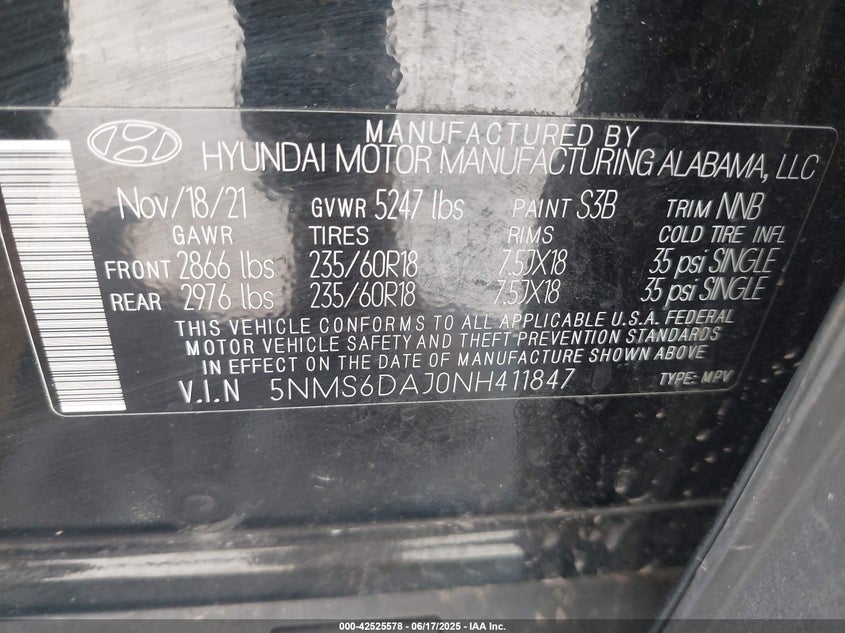 MANUFACTURED BY
HYUNDAI MOTOR MANUFACTURING ALABAMA, LLC
Nov/18/21 GVWR 5247 lbs PAINT S3B TRIM NNB
GAWR TIRES RIMS COLD TIRE INFL
FRONT 2866 lbs 235/60R18 7.5JX18 35 psi SINGLE
REAR 2976 lbs 235/60R18 7.5JX18 35 psi SINGLE
THIS VEHICLE CONFORMS TO ALL APPLICABLE U.S.A. FEDERAL
MOTOR VEHICLE SAFETY AND THEFT PREVENTION STANDARDS
IN EFFECT ON THE DATE OF MANUFACTURE SHOWN ABOVE
V.I.N 5NMS6DAJ0NH411847 TYPE: MPV
000-42525578 - 06/17/2025 - IAA Inc.